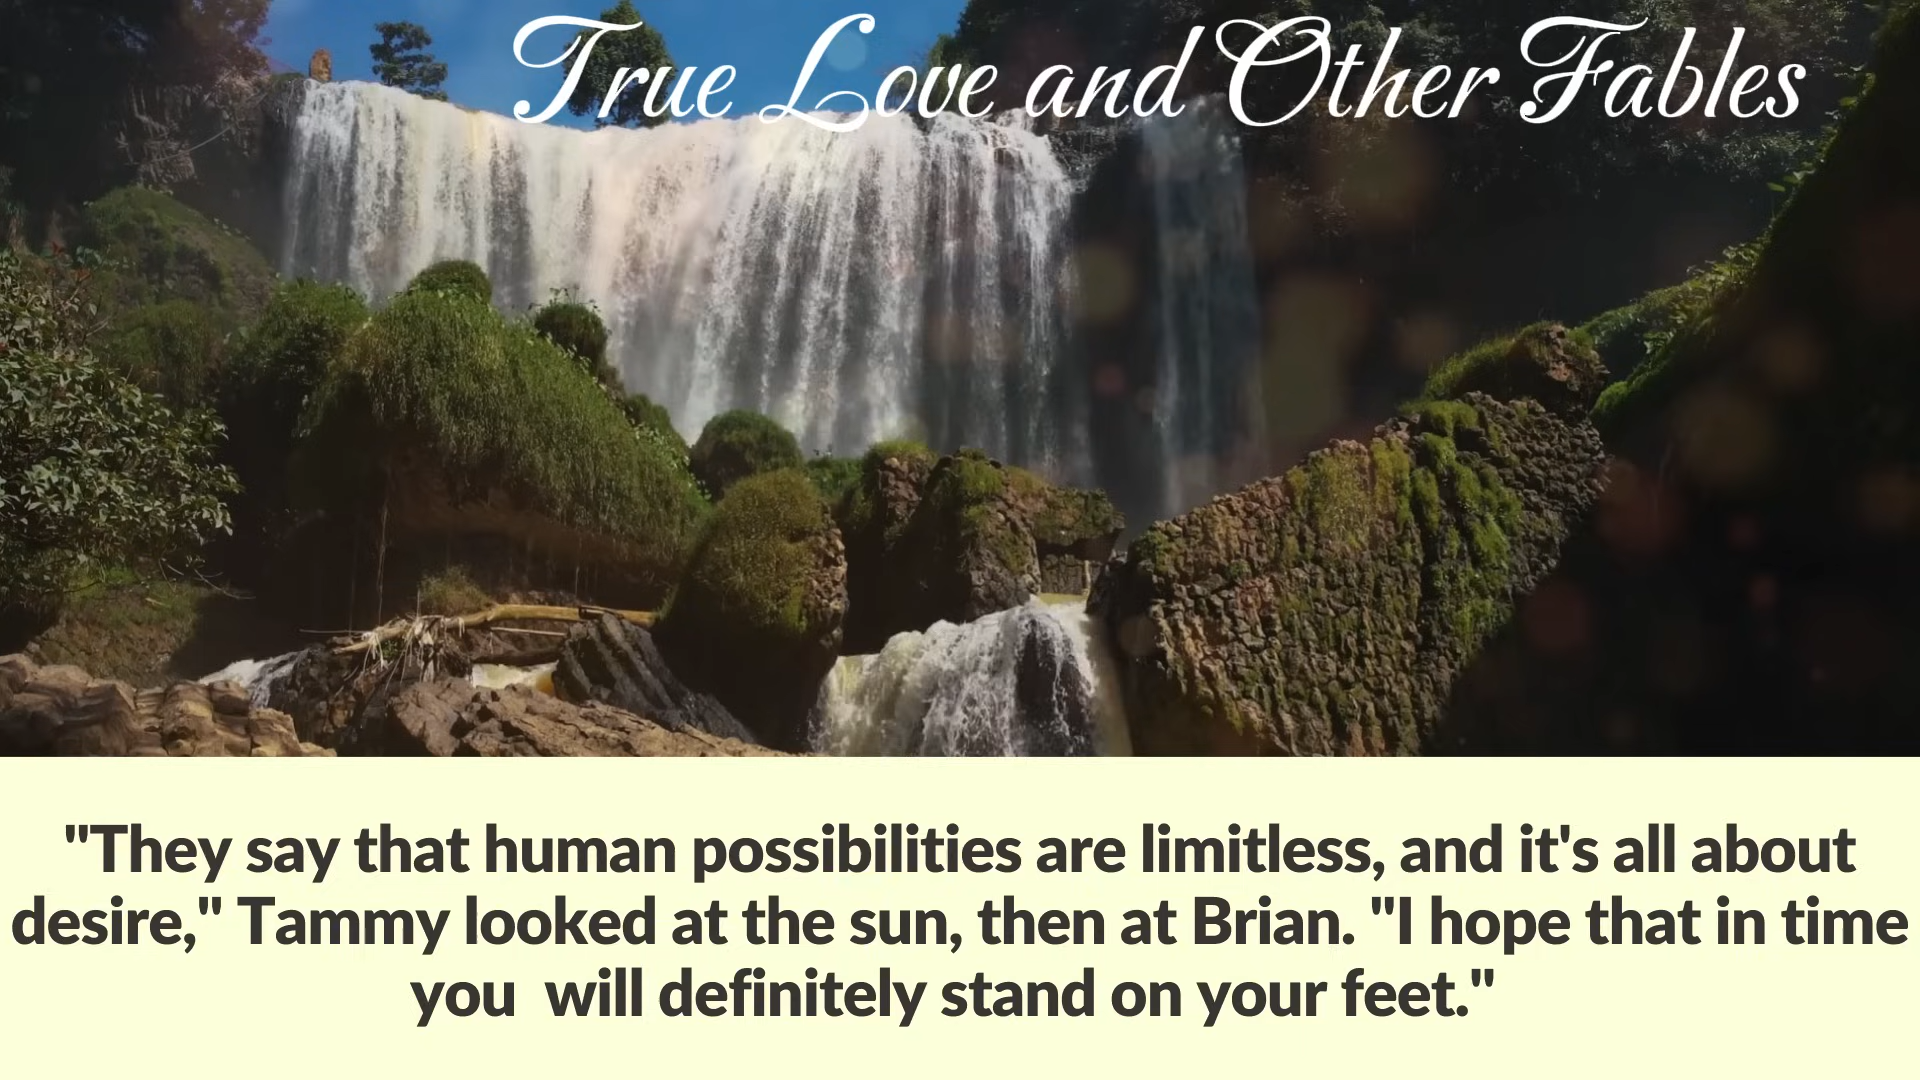 True Love and Other Fables
"They say that human possibilities are limitless, and it's all about
desire," Tammy looked at the sun, then at Brian. "I hope that in time
you  will definitely stand on your feet."